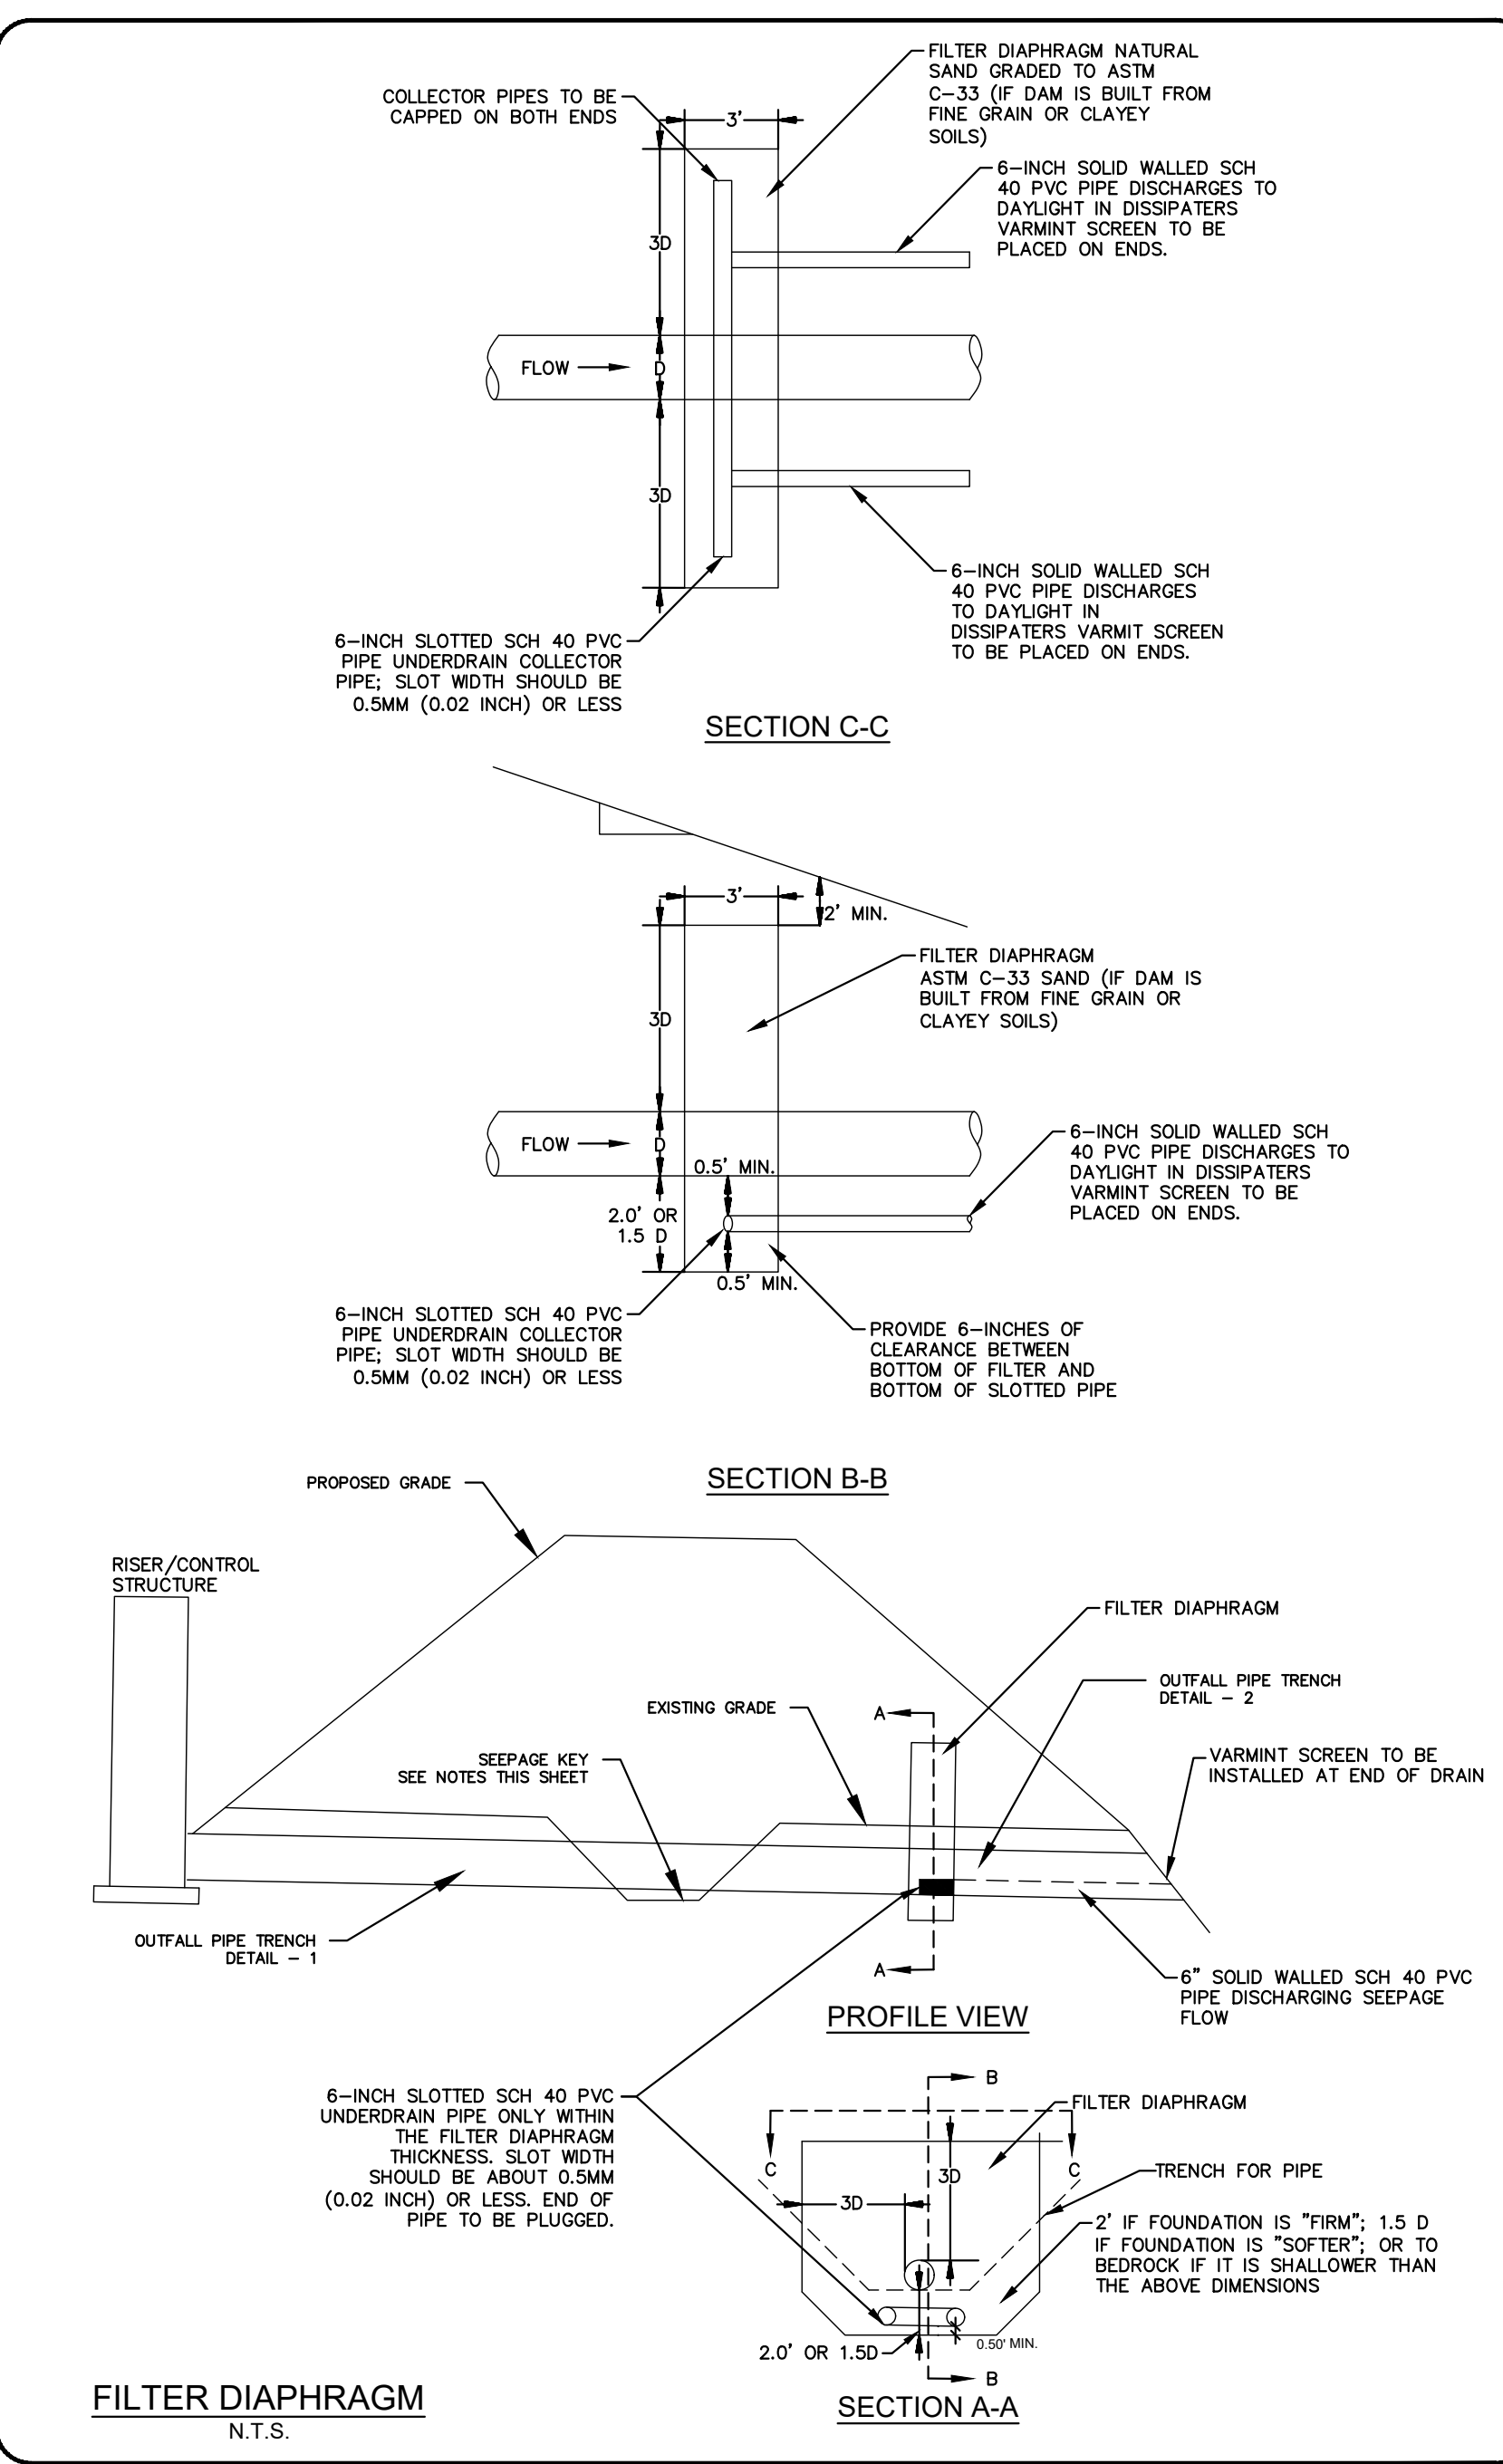 FILTER DIAPHRAGM NATURAL
SAND GRADED TO ASTM
C-33 (IF DAM IS BUILT FROM
FINE GRAIN OR CLAYEY
SOILS)
COLLECTOR PIPES TO BE
CAPPED ON BOTH ENDS
3'
6-INCH SOLID WALLED SCH
40 PVC PIPE DISCHARGES TO
DAYLIGHT IN DISSIPATERS
VARMINT SCREEN TO BE
PLACED ON ENDS.
3D
FLOW
D
3D
6-INCH SOLID WALLED SCH
40 PVC PIPE DISCHARGES
TO DAYLIGHT IN
DISSIPATERS VARMIT SCREEN
TO BE PLACED ON ENDS.
6-INCH SLOTTED SCH 40 PVC
PIPE UNDERDRAIN COLLECTOR
PIPE; SLOT WIDTH SHOULD BE
0.5MM (0.02 INCH) OR LESS
SECTION C-C
3'
2' MIN.
FILTER DIAPHRAGM
ASTM C-33 SAND (IF DAM IS
BUILT FROM FINE GRAIN OR
CLAYEY SOILS)
3D
FLOW
D
0.5' MIN.
6-INCH SOLID WALLED SCH
40 PVC PIPE DISCHARGES TO
DAYLIGHT IN DISSIPATERS
VARMINT SCREEN TO BE
PLACED ON ENDS.
2.0' OR
1.5 D
0.5' MIN.
6-INCH SLOTTED SCH 40 PVC
PIPE UNDERDRAIN COLLECTOR
PIPE; SLOT WIDTH SHOULD BE
0.5MM (0.02 INCH) OR LESS
PROVIDE 6-INCHES OF
CLEARANCE BETWEEN
BOTTOM OF FILTER AND
BOTTOM OF SLOTTED PIPE
SECTION B-B
PROPOSED GRADE
RISER/CONTROL
STRUCTURE
FILTER DIAPHRAGM
OUTFALL PIPE TRENCH
DETAIL - 2
EXISTING GRADE
A
SEEPAGE KEY
SEE NOTES THIS SHEET
VARMINT SCREEN TO BE
INSTALLED AT END OF DRAIN
OUTFALL PIPE TRENCH
DETAIL - 1
A
6" SOLID WALLED SCH 40 PVC
PIPE DISCHARGING SEEPAGE
FLOW
PROFILE VIEW
6-INCH SLOTTED SCH 40 PVC
UNDERDRAIN PIPE ONLY WITHIN
THE FILTER DIAPHRAGM
THICKNESS. SLOT WIDTH
SHOULD BE ABOUT 0.5MM
(0.02 INCH) OR LESS. END OF
PIPE TO BE PLUGGED.
B
FILTER DIAPHRAGM
C
3D
C
TRENCH FOR PIPE
3D
2' IF FOUNDATION IS "FIRM"; 1.5 D
IF FOUNDATION IS "SOFTER"; OR TO
BEDROCK IF IT IS SHALLOWER THAN
THE ABOVE DIMENSIONS
0.50' MIN.
2.0' OR 1.5D
B
SECTION A-A
FILTER DIAPHRAGM
N.T.S.